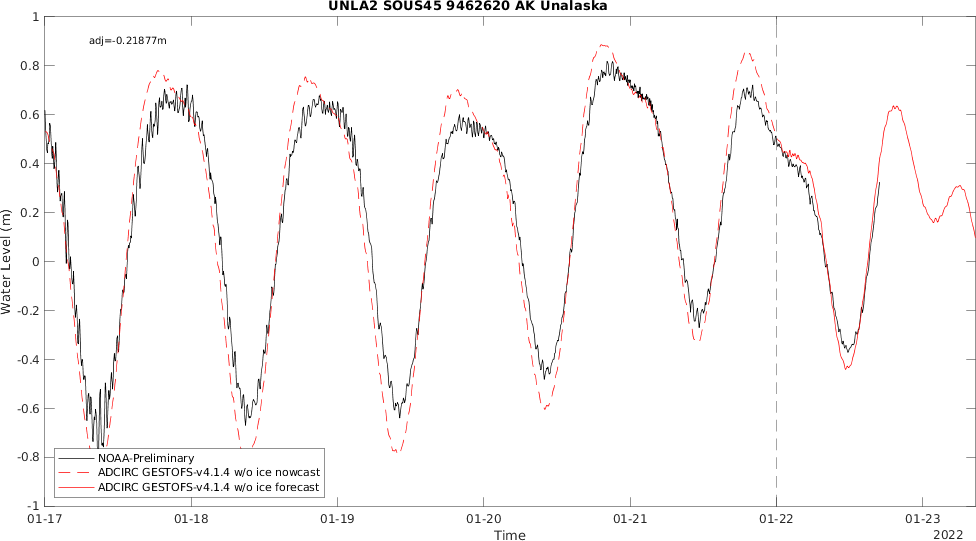 UNLA2 SOUS45 9462620 AK Unalaska
adj=-0.21877m
1
0.8
0.6
0.4
0.2
0
-0.2
-0.4
-0.6
-0.8
-1
Water Level (m)
NOAA-Preliminary
ADCIRC GESTOFS-v4.1.4 w/o ice nowcast
ADCIRC GESTOFS-v4.1.4 w/o ice forecast
01-17 01-18 01-19 01-20 01-21 01-22 01-23
Time
2022